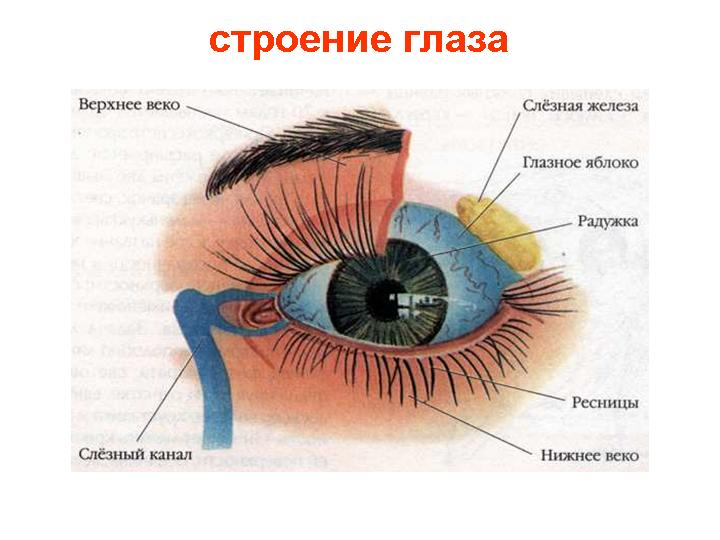 строение глаза
Верхнее веко
Слёзная железа
Глазное яблоко
Радужка
Ресницы
Слёзный канал
Нижнее веко